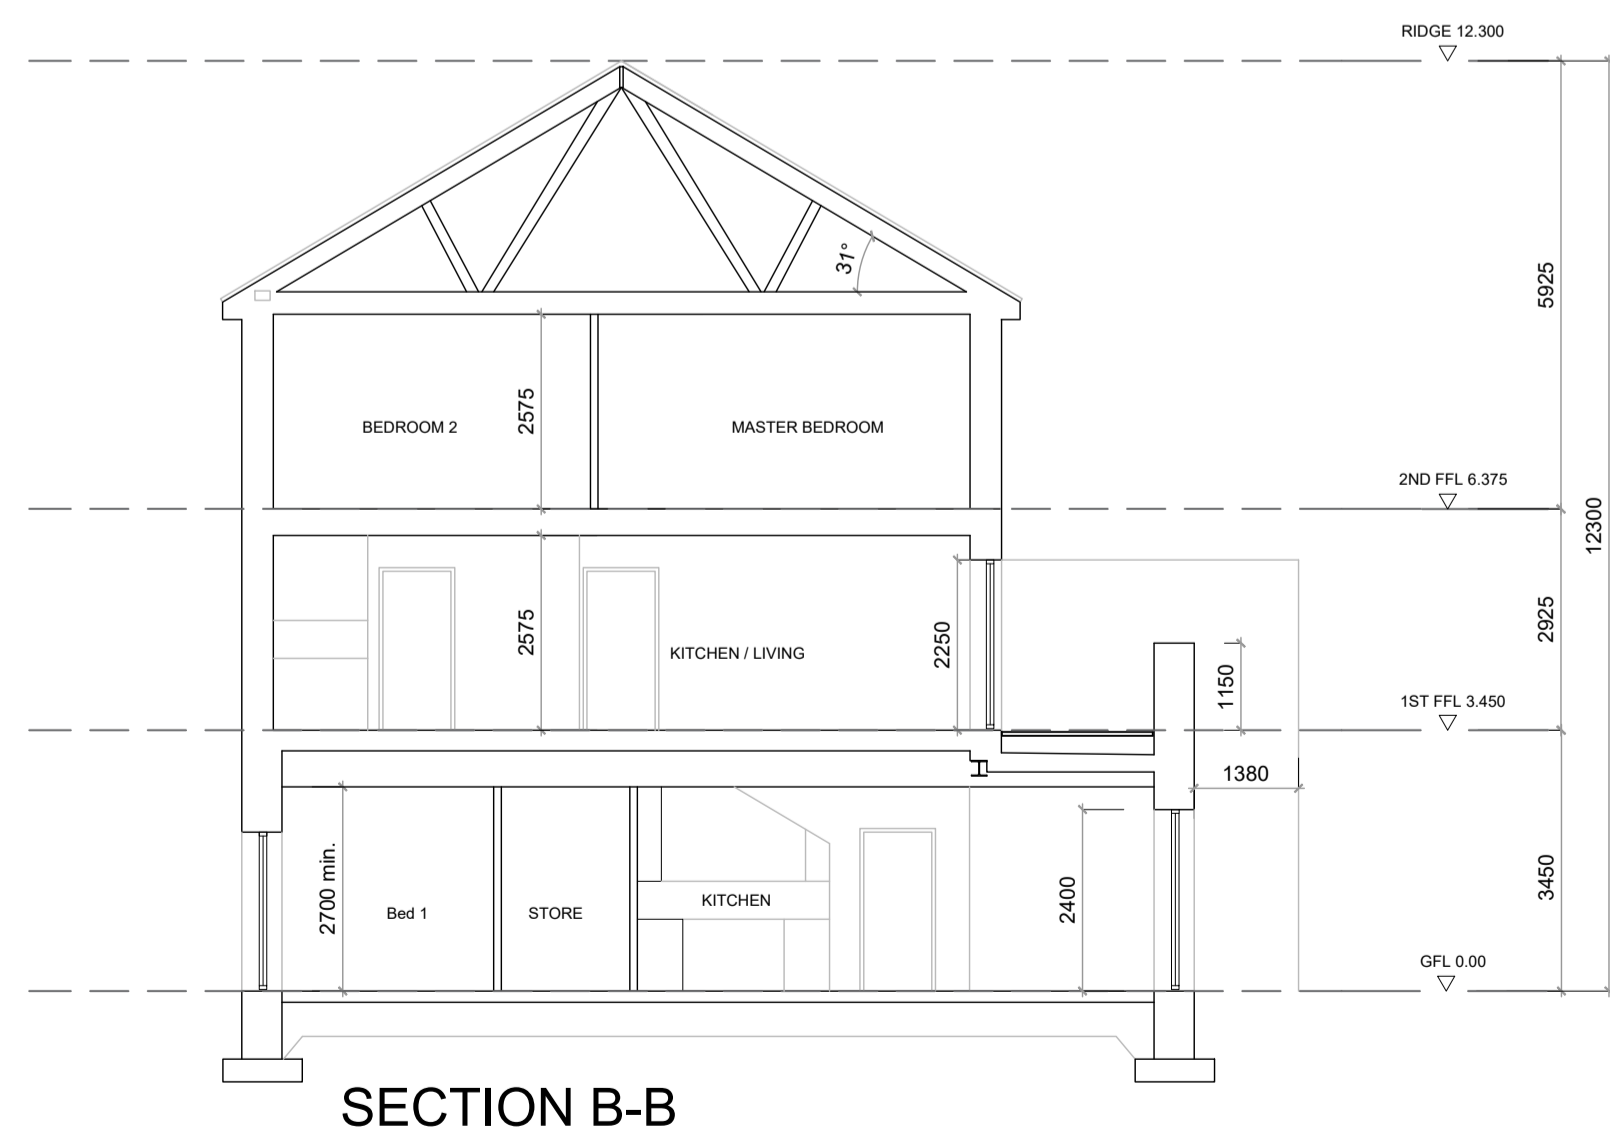 RIDGE 12.300
31°
5925
2575
BEDROOM 2
MASTER BEDROOM
2ND FFL 6.375
12300
2575
2250
KITCHEN / LIVING
2925
1150
1ST FFL 3.450
1380
2700 min.
Bed 1
STORE
KITCHEN
2400
3450
GFL 0.00
SECTION B-B